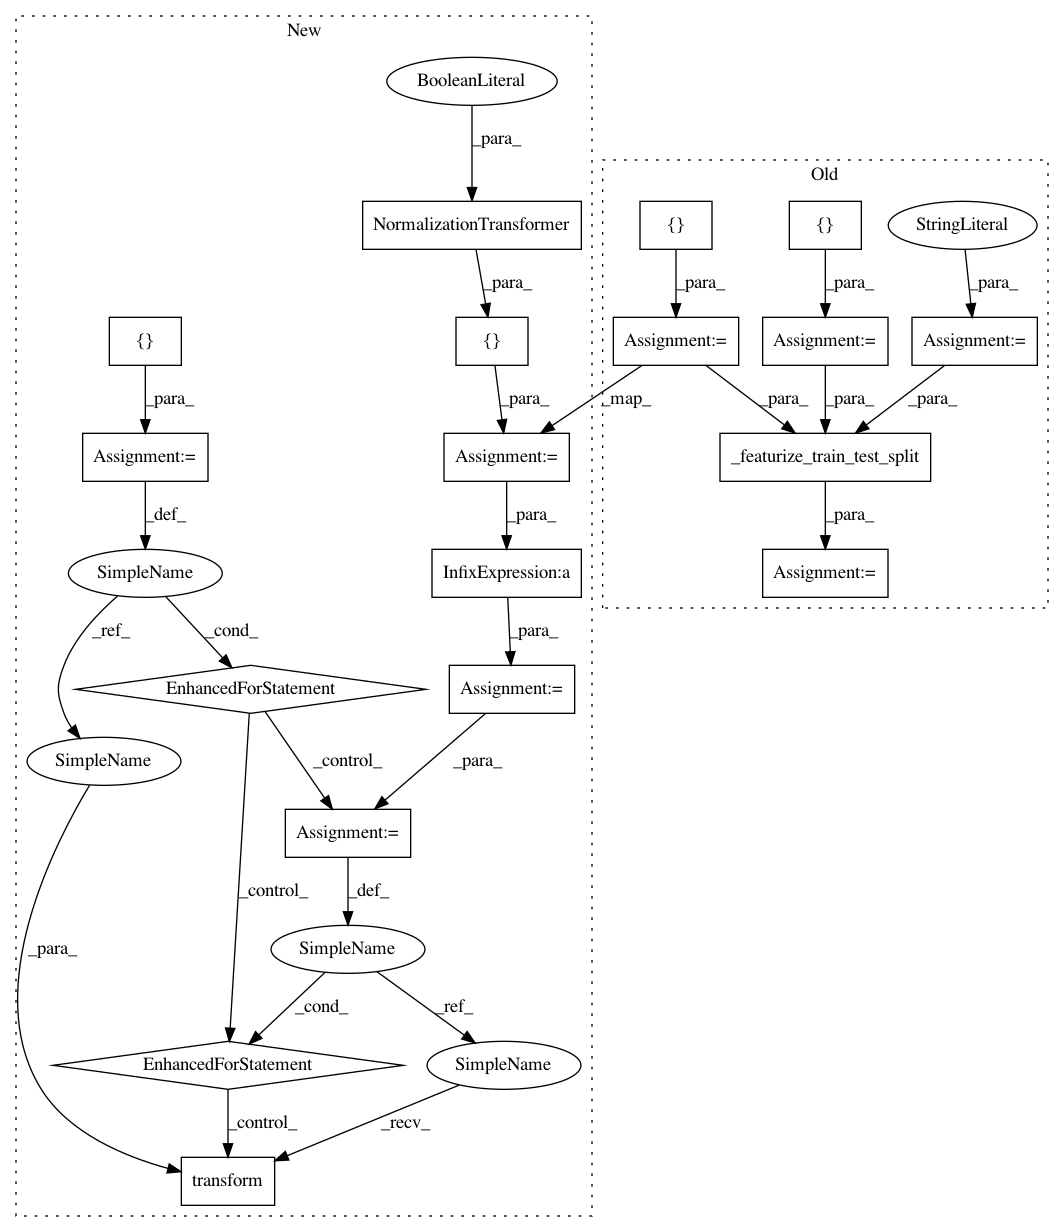 New
BooleanLiteral
Old
_para_
NormalizationTransformer
{}
{}
StringLiteral
_para_
_para_
_para_
_para_
{}
{}
Assignment:=
Assignment:=
Assignment:=
_para_
_para_
_map_
_para_
_para_
_para_
Assignment:=
Assignment:=
_featurize_train_test_split
_def_
_para_
_para_
SimpleName
InfixExpression:a
Assignment:=
_ref_
_cond_
_para_
EnhancedForStatement
Assignment:=
SimpleName
_control_
_para_
Assignment:=
_control_
_def_
_para_
SimpleName
_cond_
_ref_
EnhancedForStatement
SimpleName
_control_
_recv_
transform